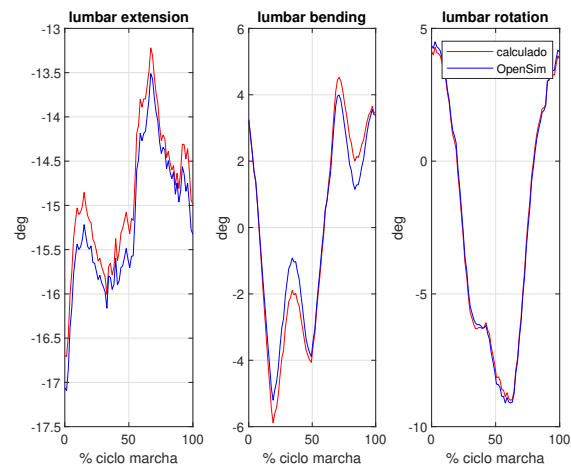 lumbar extension
-13
-13.5
-14
-14.5
-15
-15.5
-16
-16.5
-17
-17.5
deg
0
50
100
% ciclo marcha
lumbar bending
6
4
2
0
-2
-4
-6
deg
0
50
100
% ciclo marcha
lumbar rotation
5
0
-5
-10
deg
0
50
100
% ciclo marcha
calculado
OpenSim